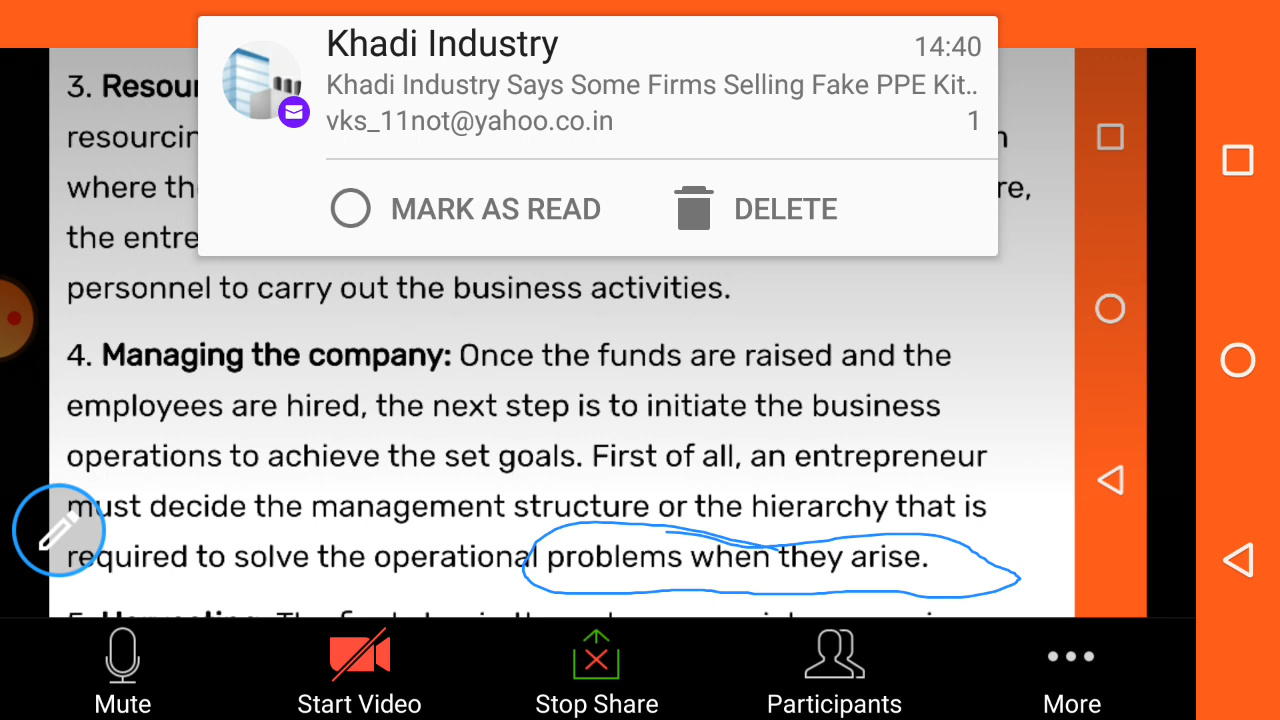 Khadi Industry 14:40
Khadi Industry Says Some Firms Selling Fake PPE Kit..
vks_11not@yahoo.co.in 1
MARK AS READ DELETE
3. Resour
resourcin
where th re,
the entre
personnel to carry out the business activities.
4. Managing the company: Once the funds are raised and the
employees are hired, the next step is to initiate the business
operations to achieve the set goals. First of all, an entrepreneur
must decide the management structure or the hierarchy that is
required to solve the operational problems when they arise.
Mute Start Video Stop Share Participants More